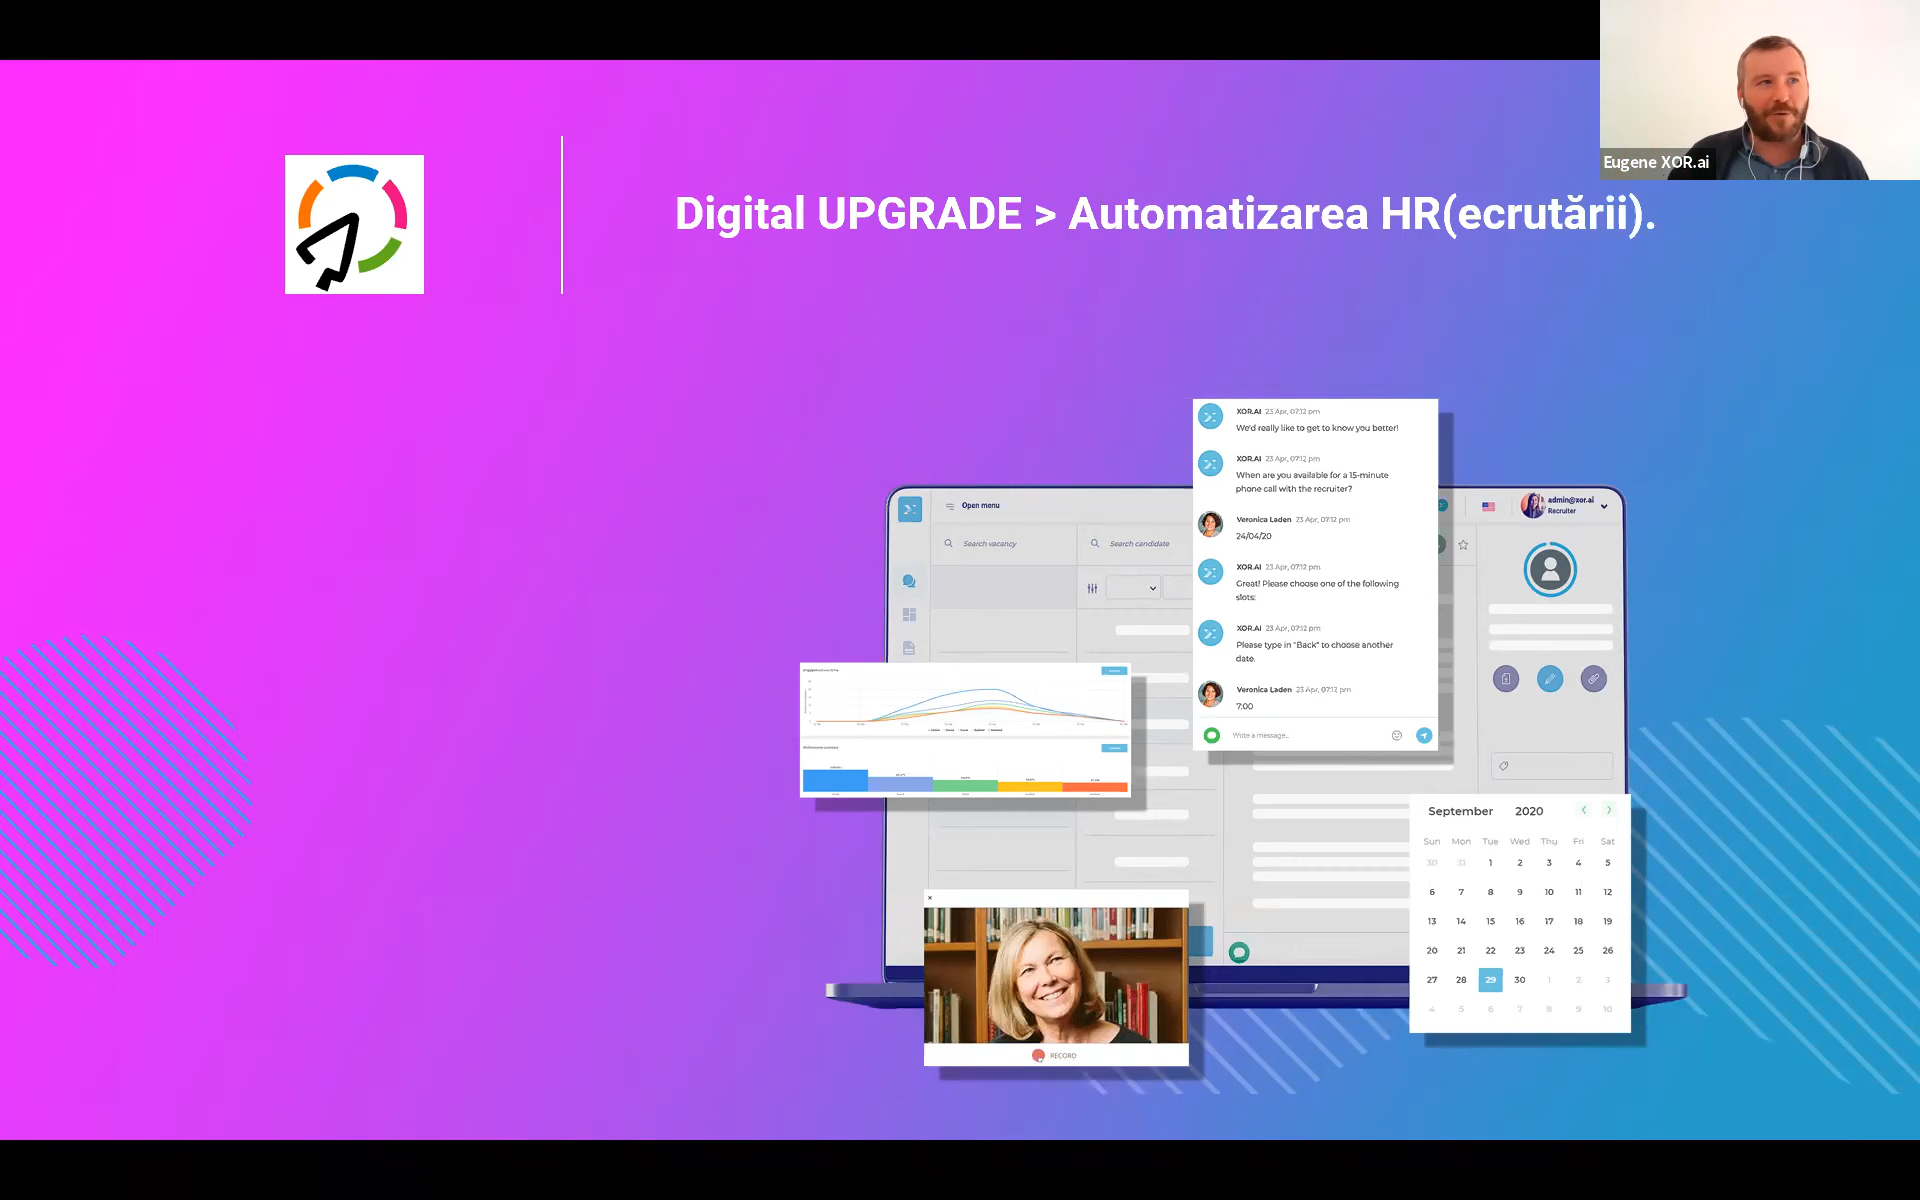 Eugene XOR.ai
Digital UPGRADE > Automatizarea HR(ecrutării).
XOR.AI 23 Apr, 07:12 pm
We'd really like to get to know you better!
XOR.AI 23 Apr, 07:12 pm
When are you available for a 15-minute
phone call with the recruiter?
Veronica Laden 23 Apr, 07:12 pm
24/04/20
XOR.AI 23 Apr, 07:12 pm
Great! Please choose one of the following
slots:
XOR.AI 23 Apr, 07:12 pm
Please type in "Back" to choose another
date.
Veronica Laden 23 Apr, 07:12 pm
7:00
Write a message...
Open menu
admin@xor.ai
Recruiter
Search vacancy
Search candidate
September 2020
Sun Mon Tue Wed Thu Fri Sat
30 31 1 2 3 4 5
6 7 8 9 10 11 12
13 14 15 16 17 18 19
20 21 22 23 24 25 26
27 28 29 30 1 2 3
4 5 6 7 8 9 10
RECORD